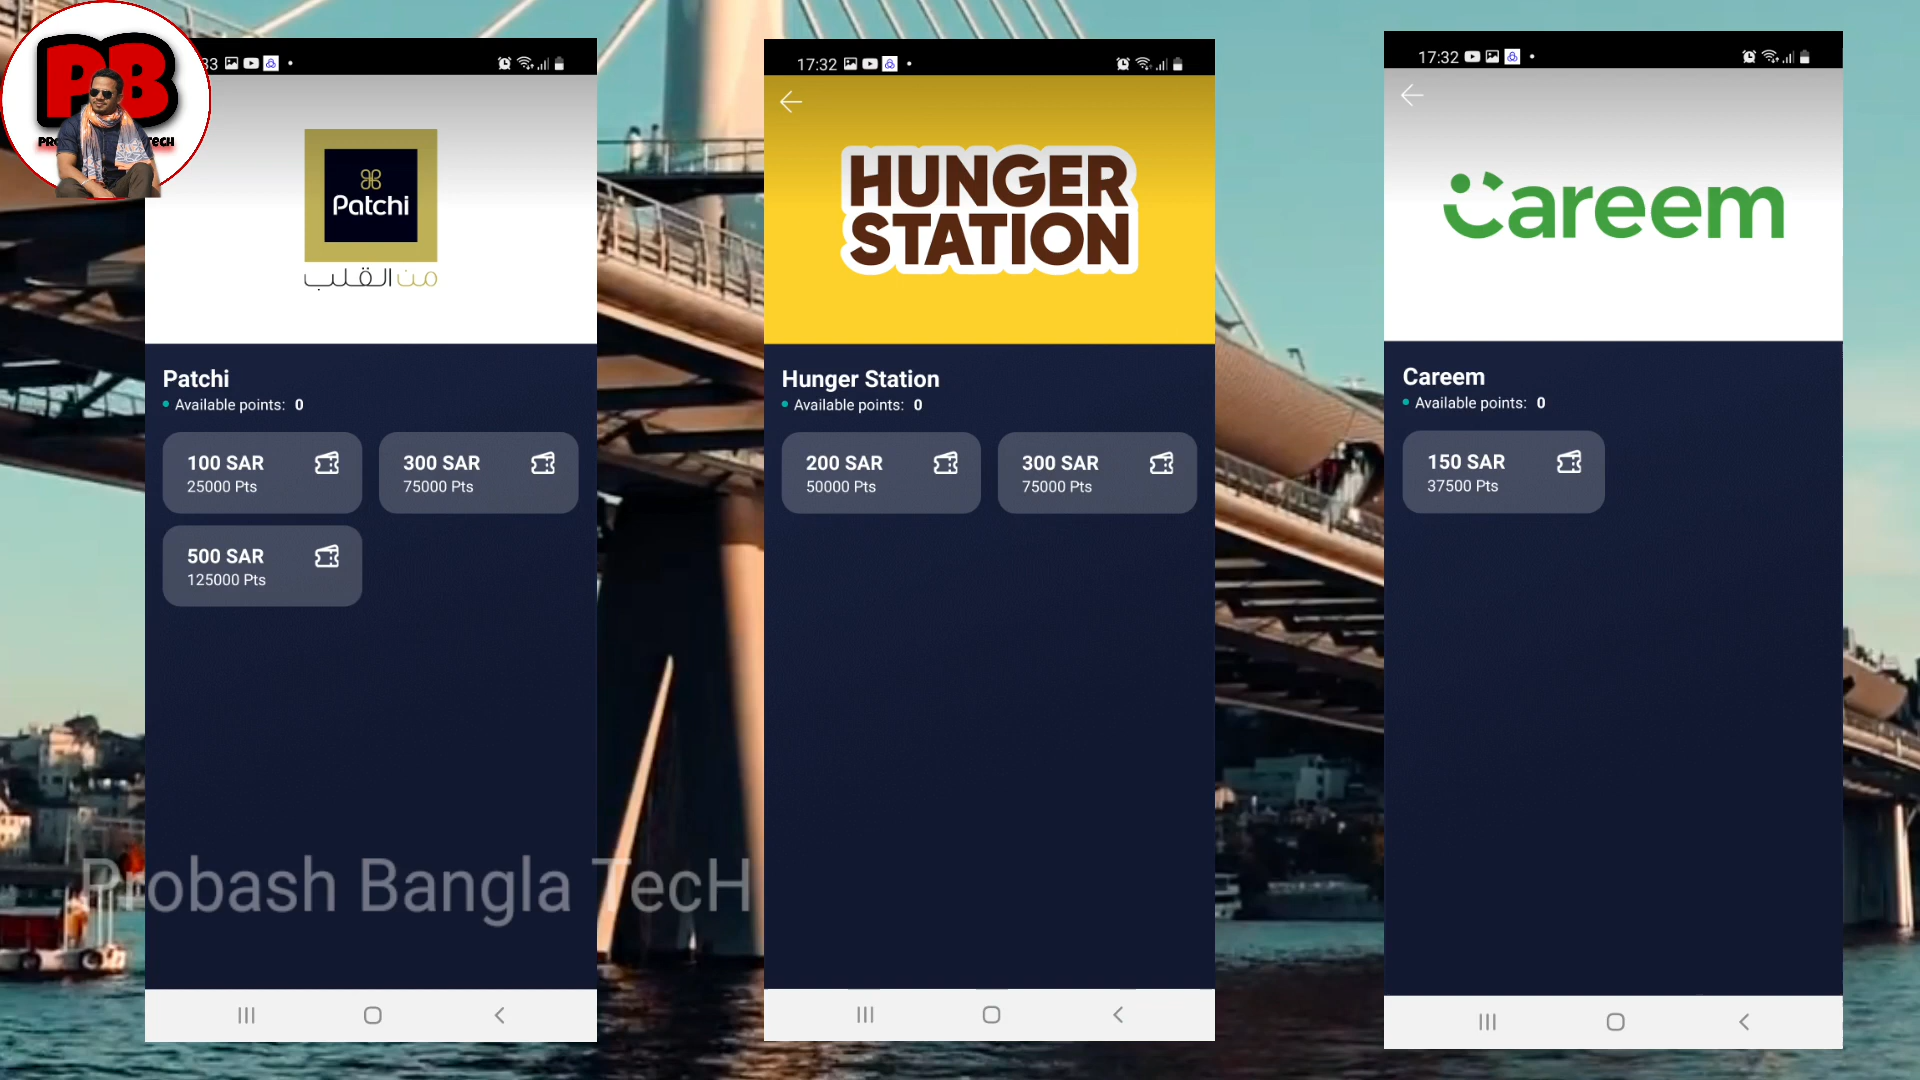 PB
TECH
33
Patchi
من القلب
Patchi
Available points: 0
100 SAR
25000 Pts
300 SAR
75000 Pts
500 SAR
125000 Pts
17:32
HUNGER
STATION
Hunger Station
Available points: 0
200 SAR
50000 Pts
300 SAR
75000 Pts
17:32
Careem
Careem
Available points: 0
150 SAR
37500 Pts
Probash Bangla TecH